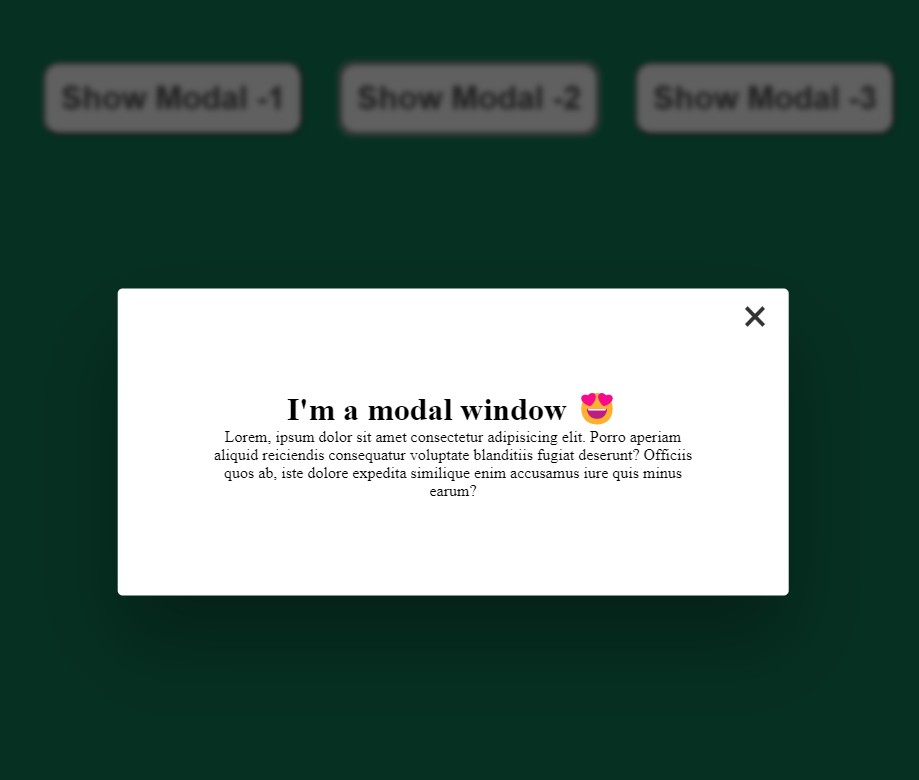 Show Modal -1 Show Modal -2 Show Modal -3
×
I'm a modal window 😍
Lorem, ipsum dolor sit amet consectetur adipisicing elit. Porro aperiam
aliquid reiciendis consequatur voluptate blanditiis fugiat deserunt? Officiis
quos ab, iste dolore expedita similique enim accusamus iure quis minus
earum?